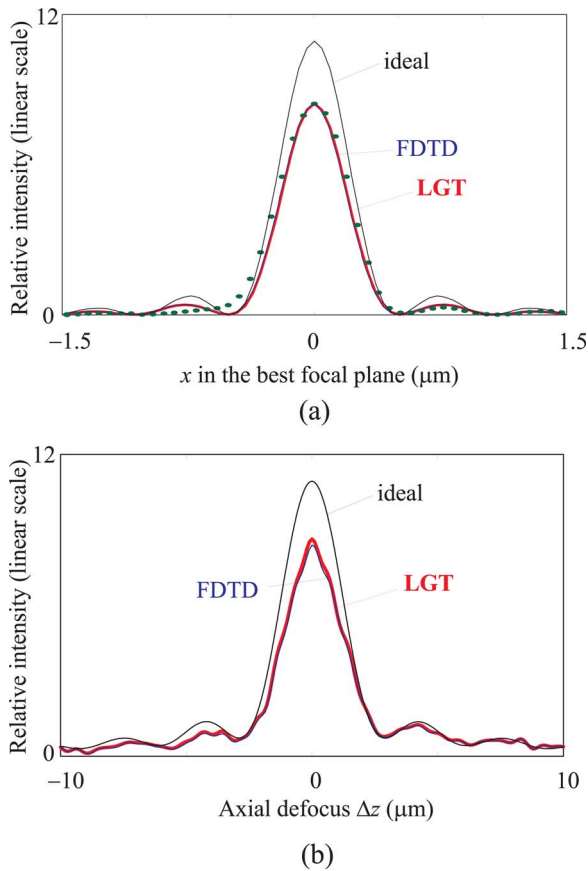 12
Relative intensity (linear scale)
ideal
FDTD
LGT
0
−1.5
0
1.5
x in the best focal plane (μm)
(a)
12
Relative intensity (linear scale)
ideal
FDTD
LGT
0
−10
0
10
Axial defocus Δz (μm)
(b)